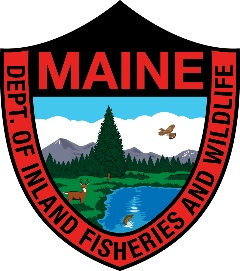 MAINE
DEPT. OF INLAND FISHERIES AND WILDLIFE